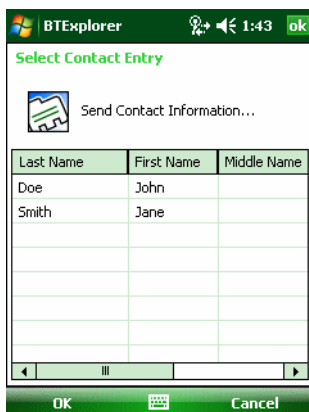 BTExplorer 1:43 ok
Select Contact Entry
Send Contact Information...
Last Name First Name Middle Name
Doe John
Smith Jane
OK Cancel